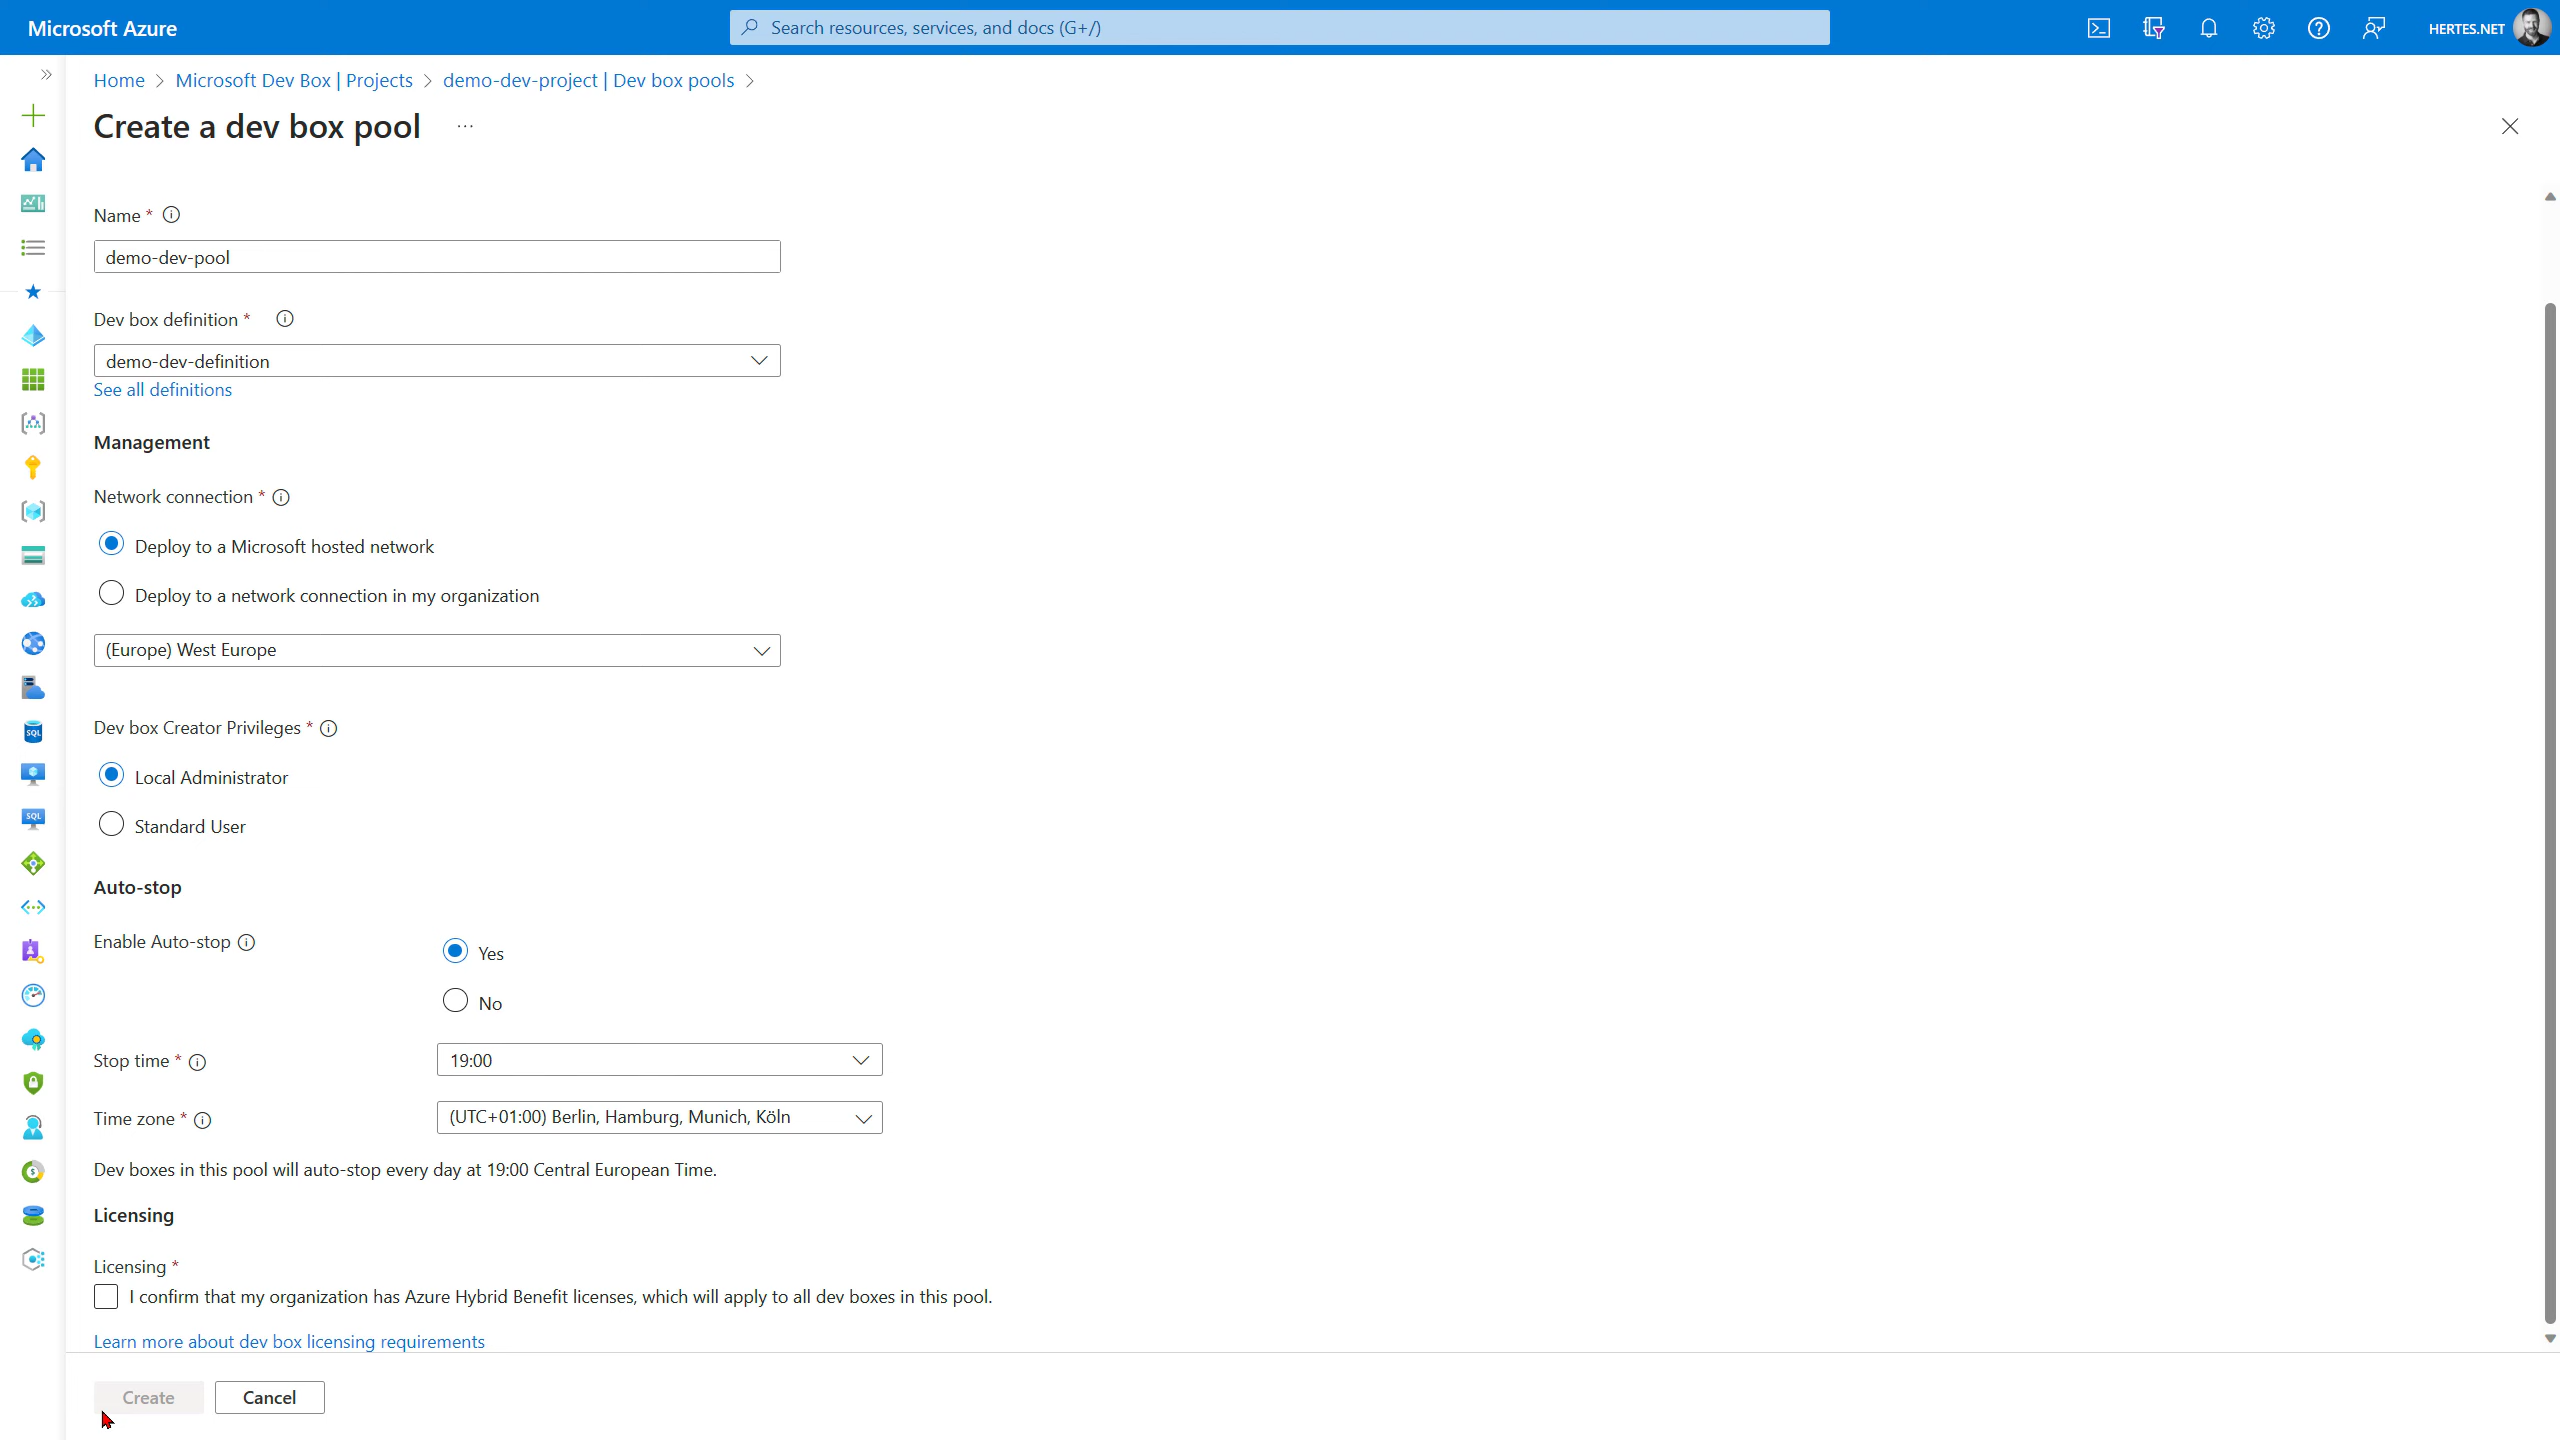 Microsoft Azure
Search resources, services, and docs (G+/)
HERTES.NET
Home > Microsoft Dev Box | Projects > demo-dev-project | Dev box pools >
Create a dev box pool ...
Name *
demo-dev-pool
Dev box definition *
demo-dev-definition
See all definitions
Management
Network connection *
Deploy to a Microsoft hosted network
Deploy to a network connection in my organization
(Europe) West Europe
Dev box Creator Privileges *
Local Administrator
Standard User
Auto-stop
Enable Auto-stop
Yes
No
Stop time *
19:00
Time zone *
(UTC+01:00) Berlin, Hamburg, Munich, Köln
Dev boxes in this pool will auto-stop every day at 19:00 Central European Time.
Licensing
Licensing *
I confirm that my organization has Azure Hybrid Benefit licenses, which will apply to all dev boxes in this pool.
Learn more about dev box licensing requirements
Create
Cancel